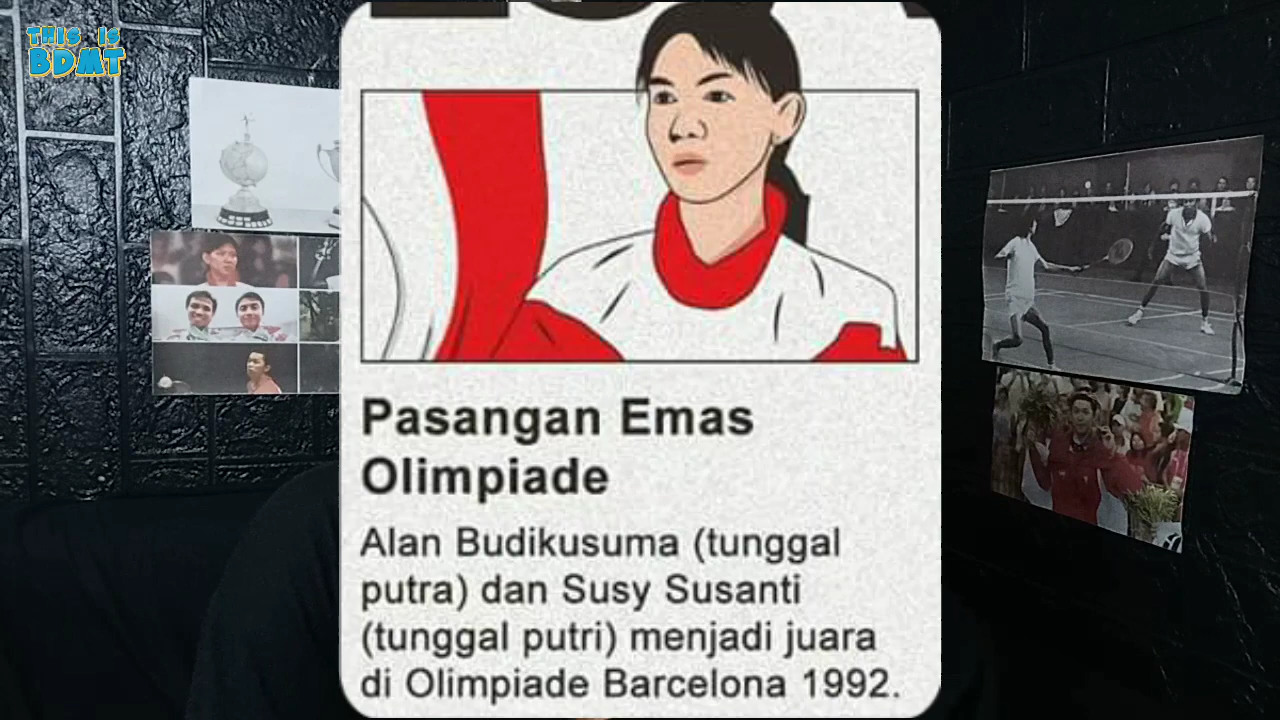 THIS IS
BDMT
Pasangan Emas
Olimpiade
Alan Budikusuma (tunggal
putra) dan Susy Susanti
(tunggal putri) menjadi juara
di Olimpiade Barcelona 1992.